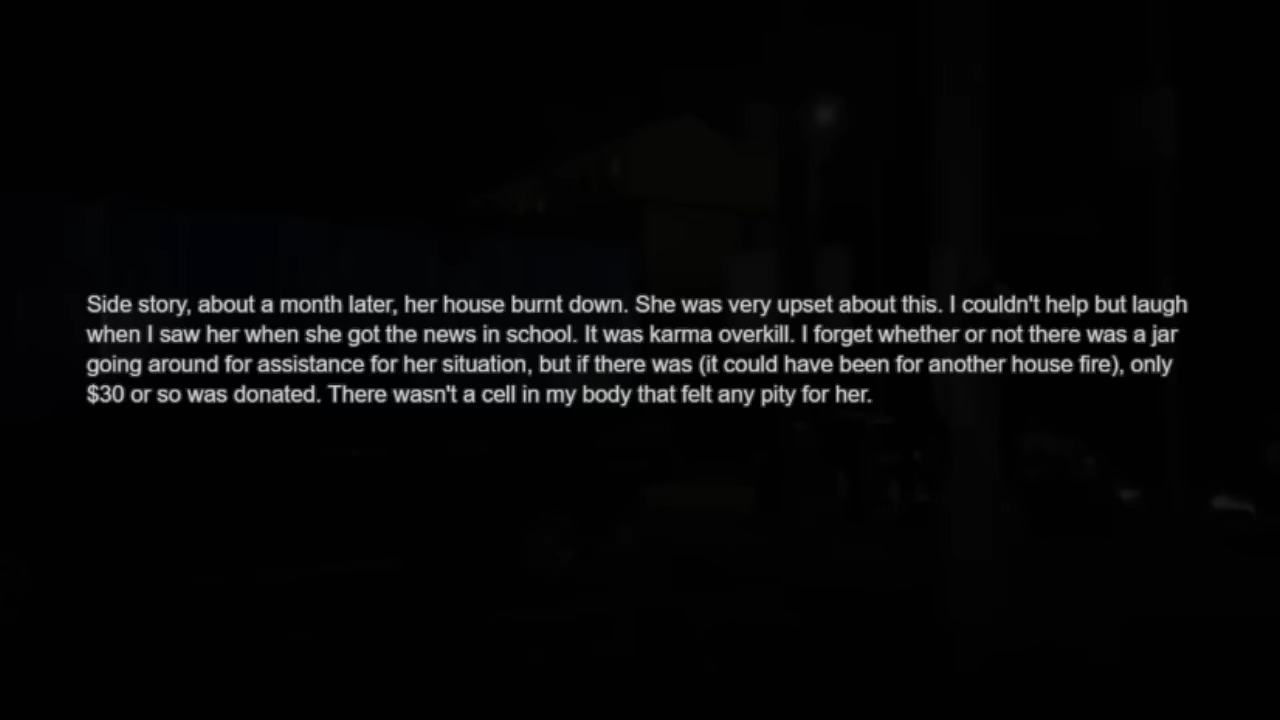 Side story, about a month later, her house burnt down. She was very upset about this. I couldn't help but laugh
when I saw her when she got the news in school. It was karma overkill. I forget whether or not there was a jar
going around for assistance for her situation, but if there was (it could have been for another house fire), only
$30 or so was donated. There wasn't a cell in my body that felt any pity for her.